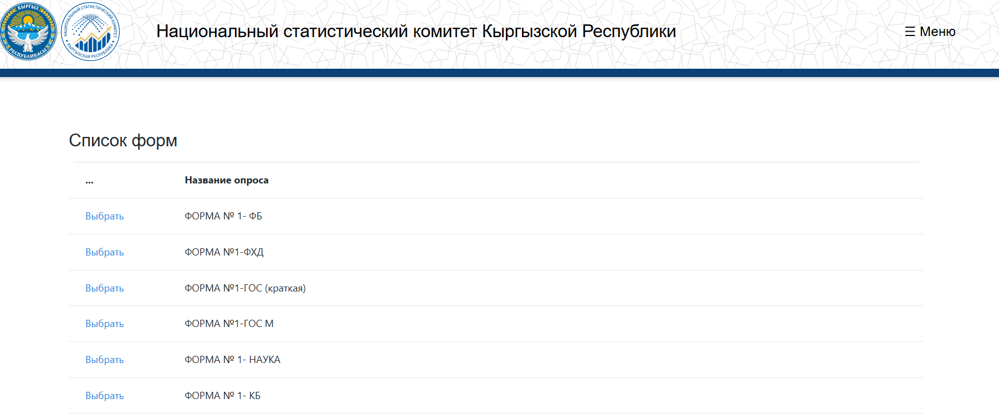 КЫРГЫЗ
РЕСПУБЛИКАСЫ
НАЦИОНАЛЬНЫЙ СТАТИСТИЧЕСКИЙ КОМИТЕТ
КЫРГЫЗСКАЯ РЕСПУБЛИКА
Национальный статистический комитет Кыргызской Республики
☰ Меню
Список форм
... Название опроса
Выбрать ФОРМА № 1- ФБ
Выбрать ФОРМА №1-ФХД
Выбрать ФОРМА №1-ГОС (краткая)
Выбрать ФОРМА №1-ГОС М
Выбрать ФОРМА № 1- НАУКА
Выбрать ФОРМА № 1- КБ